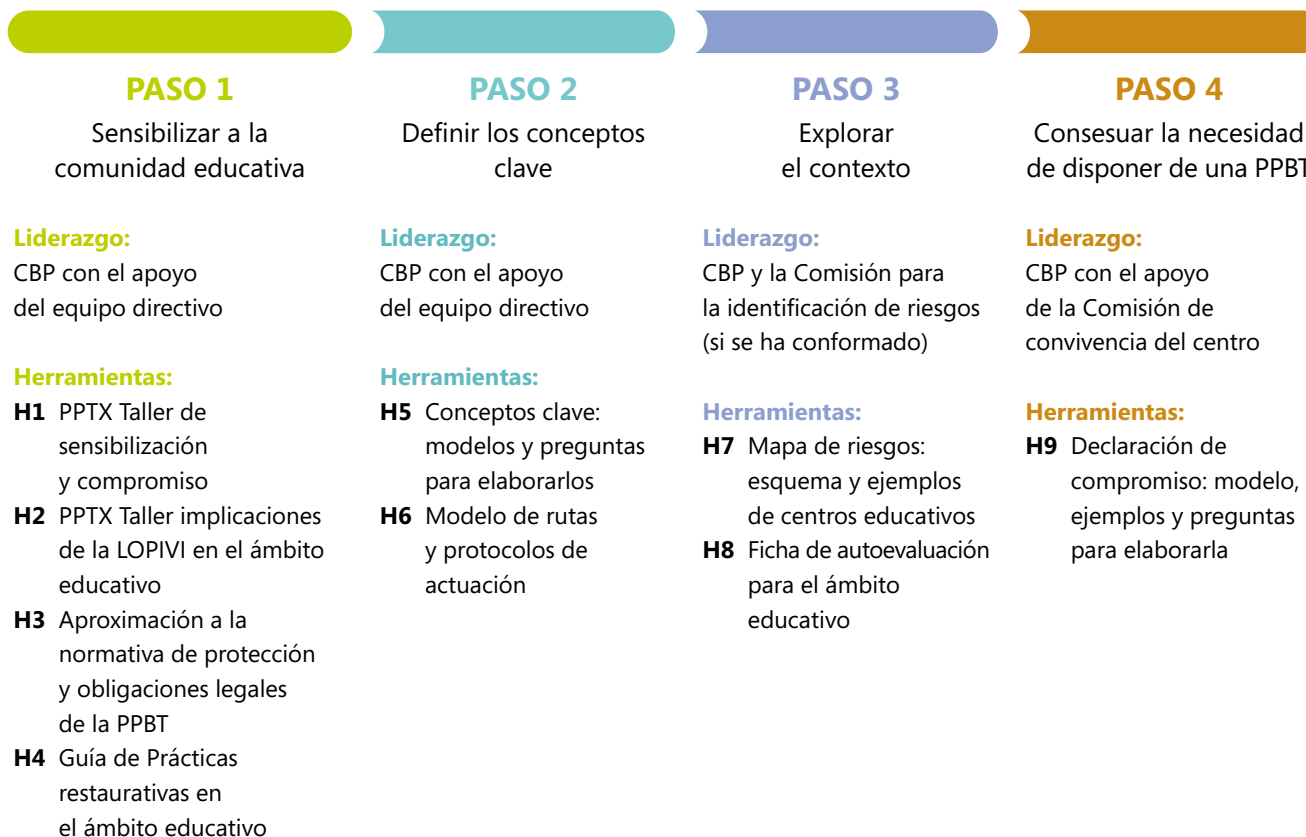 PASO 1
Sensibilizar a la
comunidad educativa
Liderazgo:
CBP con el apoyo
del equipo directivo
Herramientas:
H1 PPTX Taller de
sensibilización
y compromiso
H2 PPTX Taller implicaciones
de la LOPIVI en el ámbito
educativo
H3 Aproximación a la
normativa de protección
y obligaciones legales
de la PPBT
H4 Guía de Prácticas
restaurativas en
el ámbito educativo
PASO 2
Definir los conceptos
clave
Liderazgo:
CBP con el apoyo
del equipo directivo
Herramientas:
H5 Conceptos clave:
modelos y preguntas
para elaborarlos
H6 Modelo de rutas
y protocolos de
actuación
PASO 3
Explorar
el contexto
Liderazgo:
CBP y la Comisión para
la identificación de riesgos
(si se ha conformado)
Herramientas:
H7 Mapa de riesgos:
esquema y ejemplos
de centros educativos
H8 Ficha de autoevaluación
para el ámbito
educativo
PASO 4
Consesuar la necesidad
de disponer de una PPBT
Liderazgo:
CBP con el apoyo
de la Comisión de
convivencia del centro
Herramientas:
H9 Declaración de
compromiso: modelo,
ejemplos y preguntas
para elaborarla